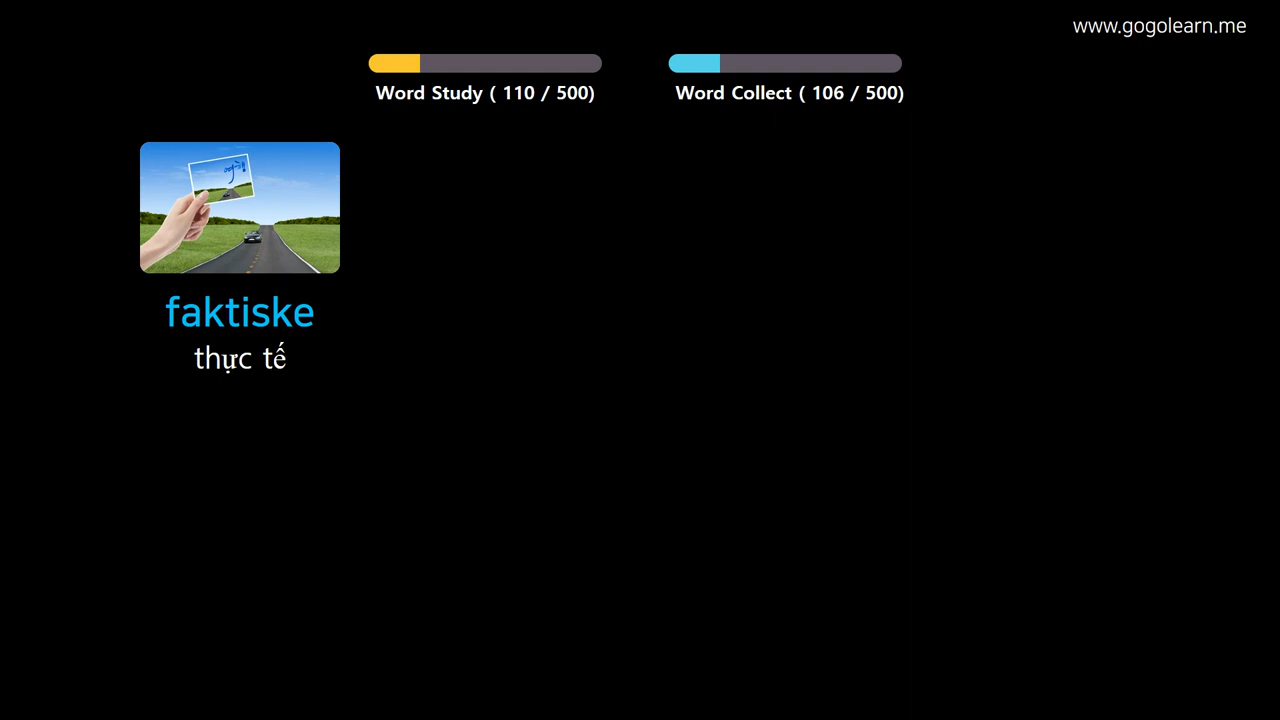 www.gogolearn.me
Word Study ( 110 / 500)
Word Collect ( 106 / 500)
faktiske
thực tế